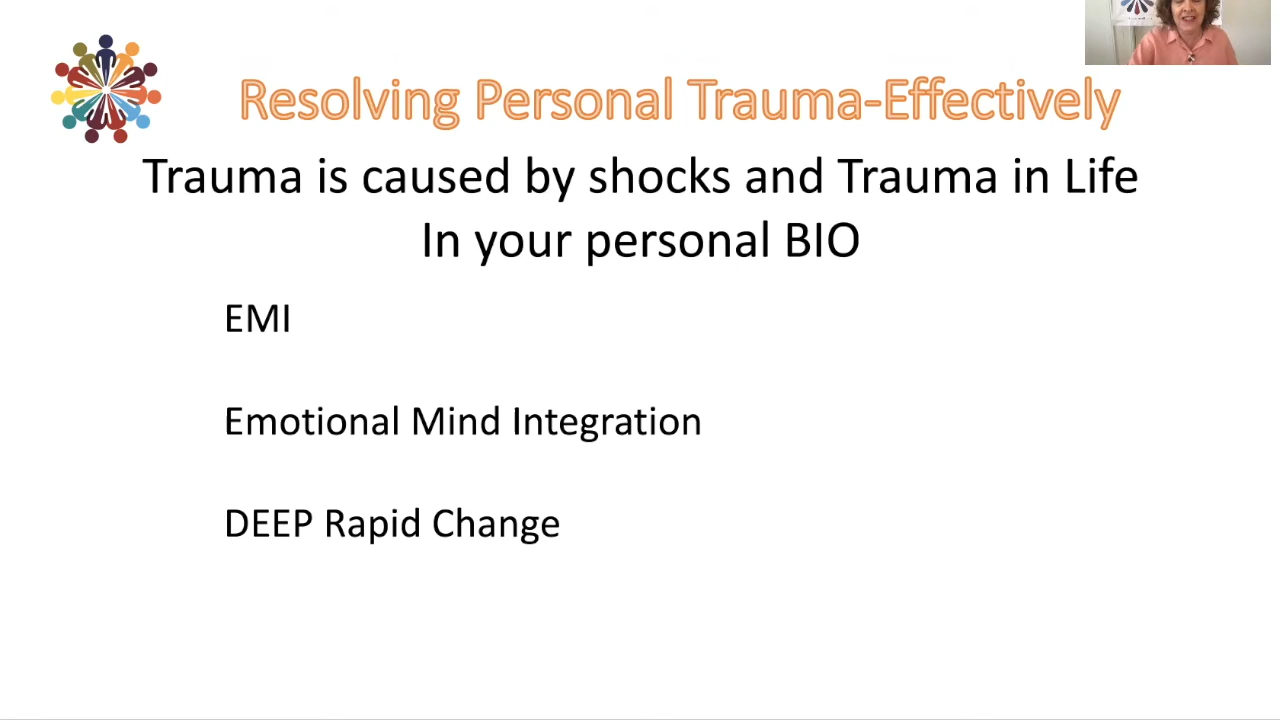 Resolving Personal Trauma-Effectively
Trauma is caused by shocks and Trauma in Life
In your personal BIO
EMI
Emotional Mind Integration
DEEP Rapid Change